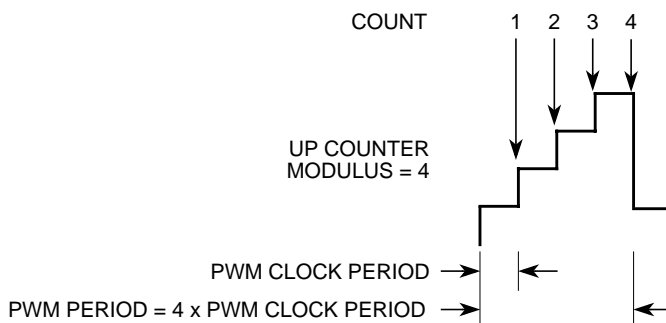 COUNT 1 2 3 4
UP COUNTER
MODULUS = 4
PWM CLOCK PERIOD
PWM PERIOD = 4 x PWM CLOCK PERIOD